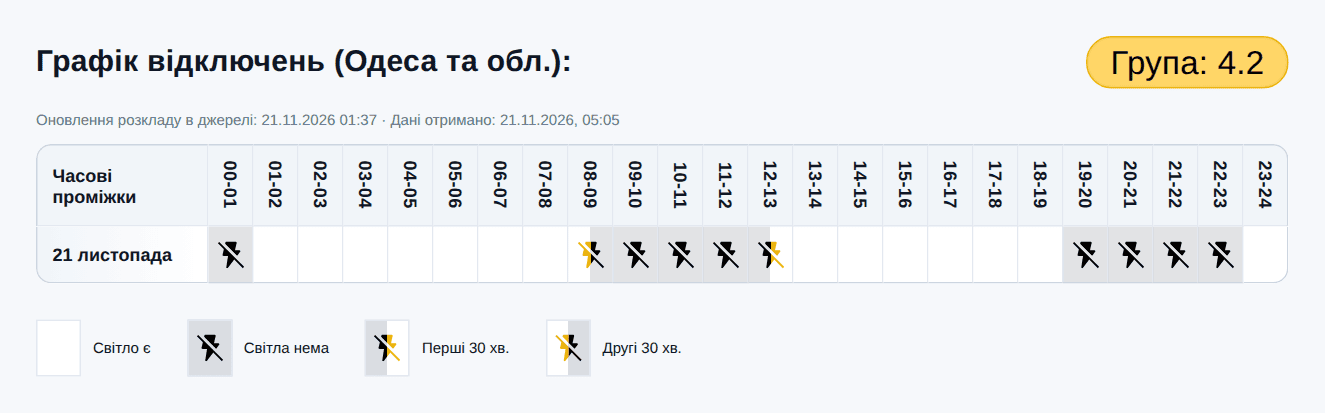 Графік відключень (Одеса та обл.):
Група: 4.2
Оновлення розкладу в джерелі: 21.11.2026 01:37 · Дані отримано: 21.11.2026, 05:05
Часові
проміжки
00-01
01-02
02-03
03-04
04-05
05-06
06-07
07-08
08-09
09-10
10-11
11-12
12-13
13-14
14-15
15-16
16-17
17-18
18-19
19-20
20-21
21-22
22-23
23-24
21 листопада
Світло є
Світла нема
Перші 30 хв.
Другі 30 хв.